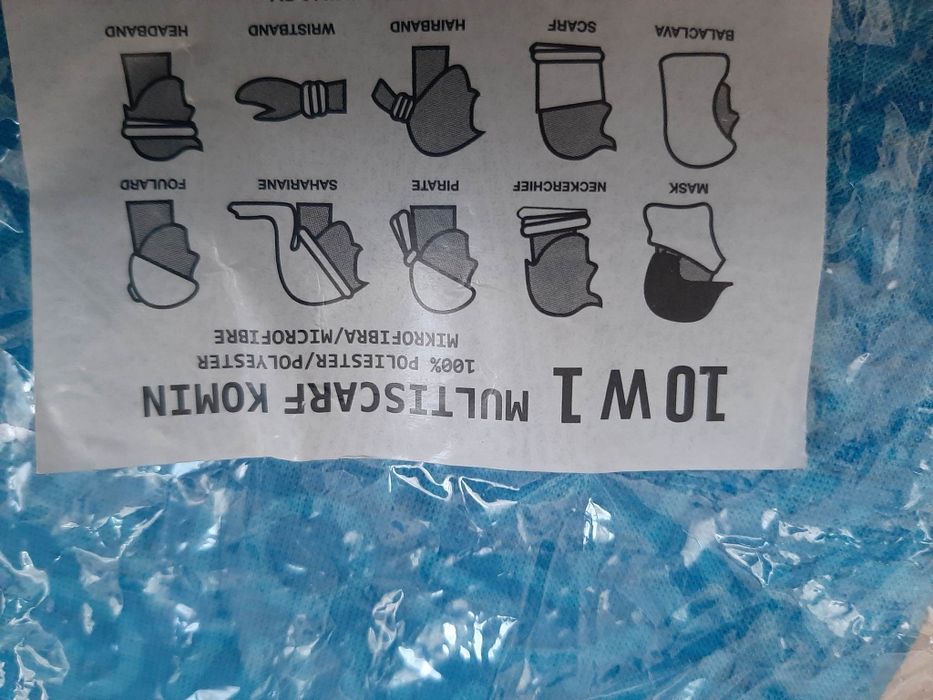 10 W 1 MULTISCARF KOMIN
100% POLIESTER/POLYESTER
MIKROFIBRA/MICROFIBRE
MASK NECKERCHIEF PIRATE SAHARIANE FOULARD
BALACLAVA SCARF HAIRBAND WRISTBAND HEADBAND